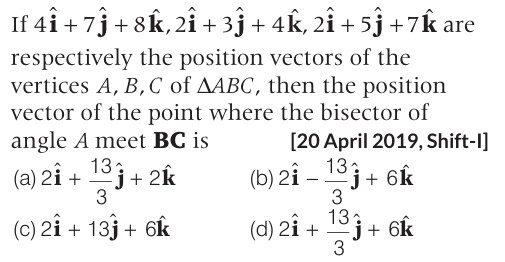 If 4î + 7ĵ + 8k̂, 2î + 3ĵ + 4k̂, 2î + 5ĵ + 7k̂ are
respectively the position vectors of the
vertices A, B, C of ΔABC, then the position
vector of the point where the bisector of
angle A meet BC is [20 April 2019, Shift-I]
(a) 2î + 13/3 ĵ + 2k̂ (b) 2î − 13/3 ĵ + 6k̂
(c) 2î + 13ĵ + 6k̂ (d) 2î + 13/3 ĵ + 6k̂